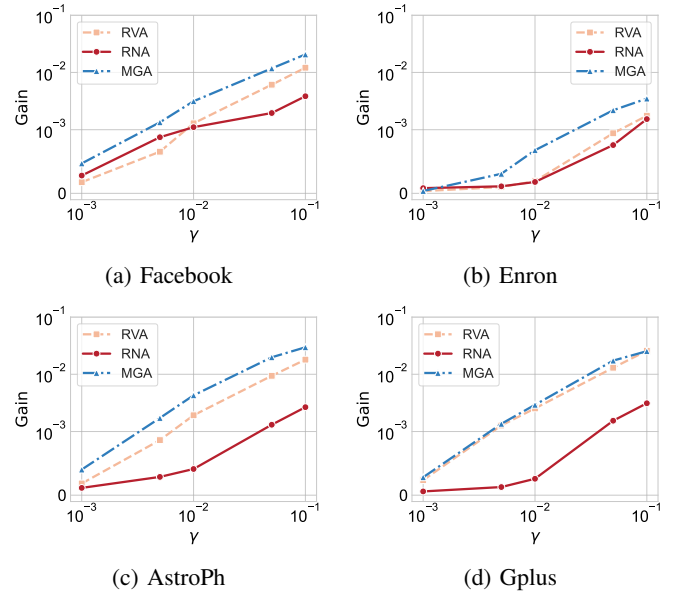 10⁻¹
10⁻²
10⁻³
0
Gain
RVA
RNA
MGA
10⁻³
10⁻²
10⁻¹
γ
(a) Facebook
10⁻¹
10⁻²
10⁻³
0
Gain
RVA
RNA
MGA
10⁻³
10⁻²
10⁻¹
γ
(b) Enron
10⁻¹
10⁻²
10⁻³
0
Gain
RVA
RNA
MGA
10⁻³
10⁻²
10⁻¹
γ
(c) AstroPh
10⁻¹
10⁻²
10⁻³
0
Gain
RVA
RNA
MGA
10⁻³
10⁻²
10⁻¹
γ
(d) Gplus